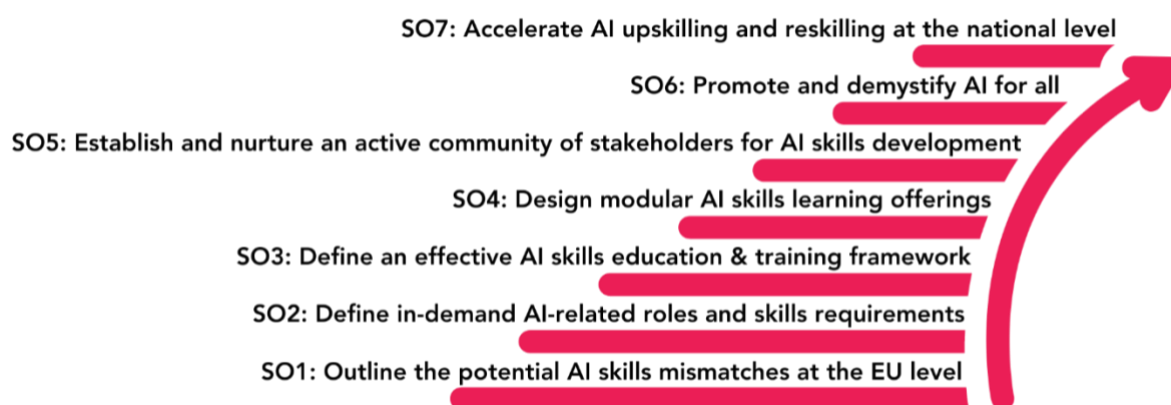 SO7: Accelerate AI upskilling and reskilling at the national level
SO6: Promote and demystify AI for all
SO5: Establish and nurture an active community of stakeholders for AI skills development
SO4: Design modular AI skills learning offerings
SO3: Define an effective AI skills education & training framework
SO2: Define in-demand AI-related roles and skills requirements
SO1: Outline the potential AI skills mismatches at the EU level